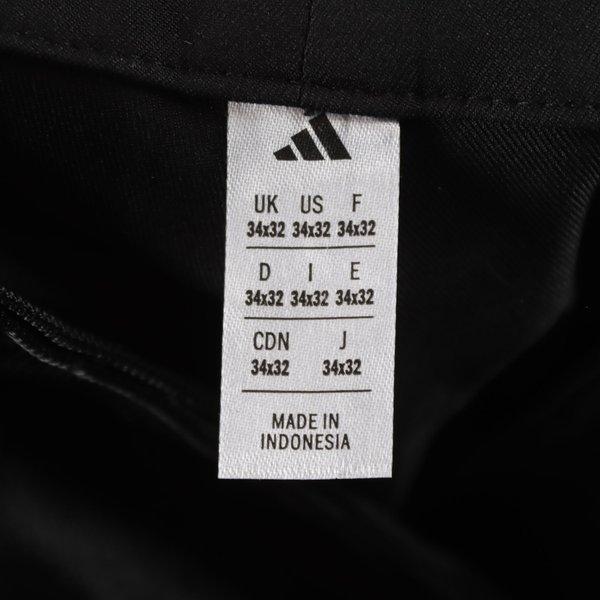 UK US F
34x32 34x32 34x32
D I E
34x32 34x32 34x32
CDN J
34x32 34x32
MADE IN
INDONESIA